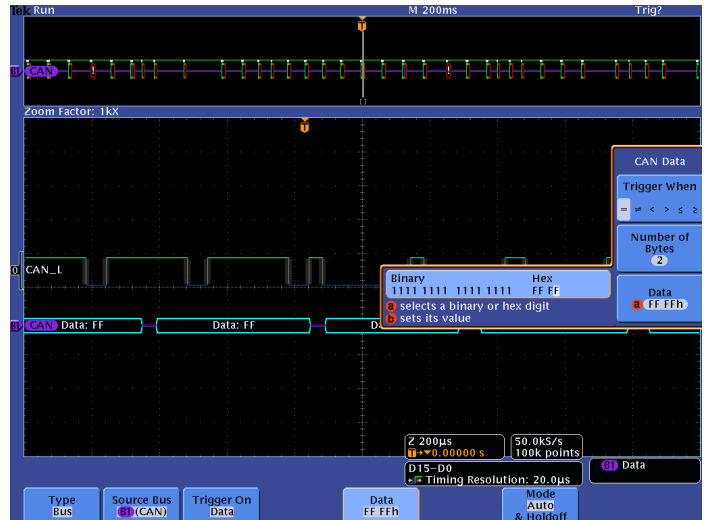 Tek Run M 200ms Trig?
T
B1 CAN
!
!
Zoom Factor: 1kX
T
CAN Data
Trigger When
= ≠ < > ≤ ≥
Number of
Bytes
2
Data
a FF FFh
0 CAN_L
Binary Hex
1111 1111 1111 1111 FF FF
a selects a binary or hex digit
b sets its value
B1 CAN Data: FF Data: FF D
Z 200µs
T→▼0.00000 s
50.0kS/s
100k points
D15-D0
Timing Resolution: 20.0µs
B1 Data
Type
Bus
Source Bus
B1 (CAN)
Trigger On
Data
Data
FF FFh
Mode
Auto
& Holdoff